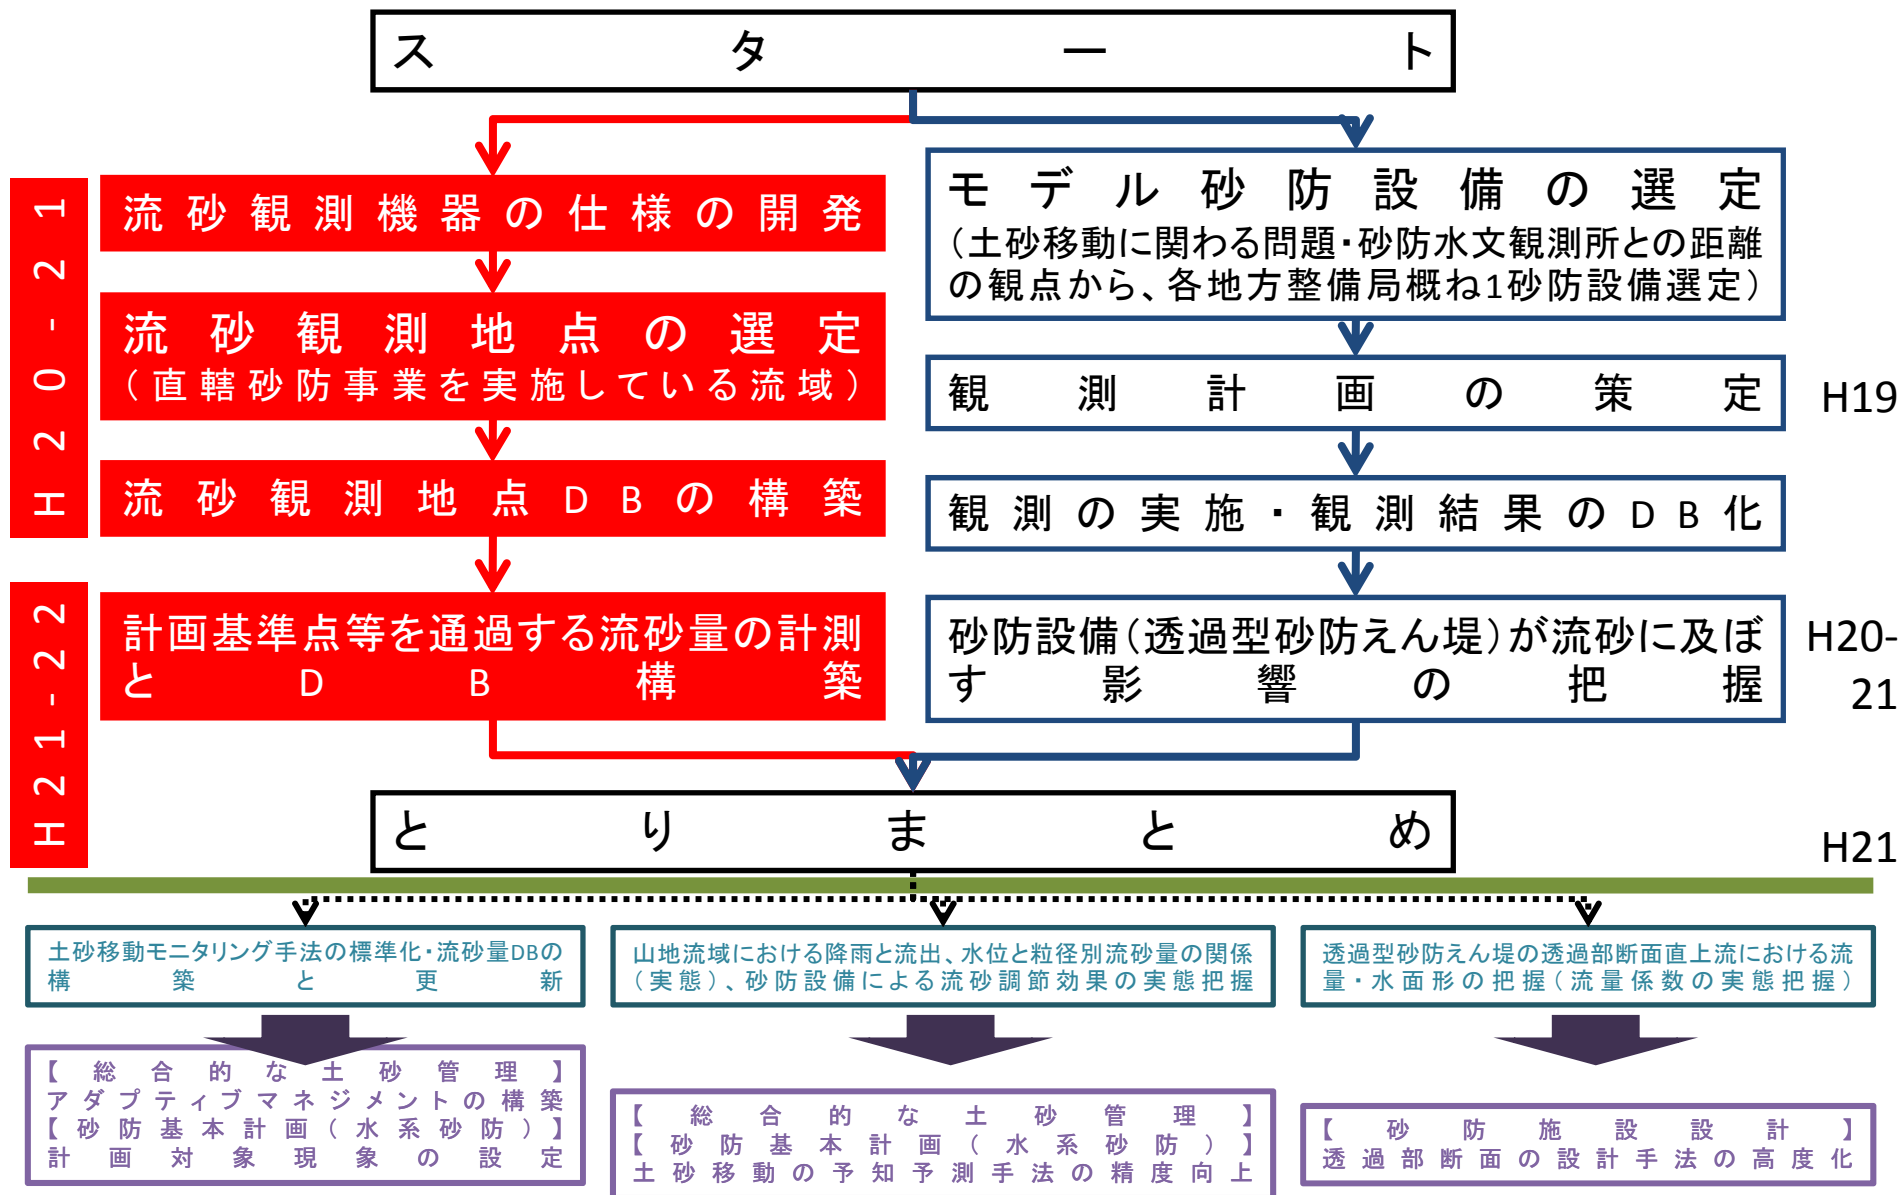 スタート
H20-21
流砂観測機器の仕様の開発
流砂観測地点の選定
(直轄砂防事業を実施している流域)
流砂観測地点DBの構築
H21-22
計画基準点等を通過する流砂量の計測
とDB構築
モデル砂防設備の選定
(土砂移動に関わる問題・砂防水文観測所との距離
の観点から、各地方整備局概ね1砂防設備選定)
観測計画の策定
H19
観測の実施・観測結果のDB化
砂防設備(透過型砂防えん堤)が流砂に及ぼ
す影響の把握
H20-
21
とりまとめ
H21
土砂移動モニタリング手法の標準化・流砂量DBの
構築と更新
山地流域における降雨と流出、水位と粒径別流砂量の関係
(実態)、砂防設備による流砂調節効果の実態把握
透過型砂防えん堤の透過部断面直上流における流
量・水面形の把握(流量係数の実態把握)
【総合的な土砂管理】
アダプティブマネジメントの構築
【砂防基本計画(水系砂防)】
計画対象現象の設定
【総合的な土砂管理】
【砂防基本計画(水系砂防)】
土砂移動の予知予測手法の精度向上
【砂防施設設計】
透過部断面の設計手法の高度化